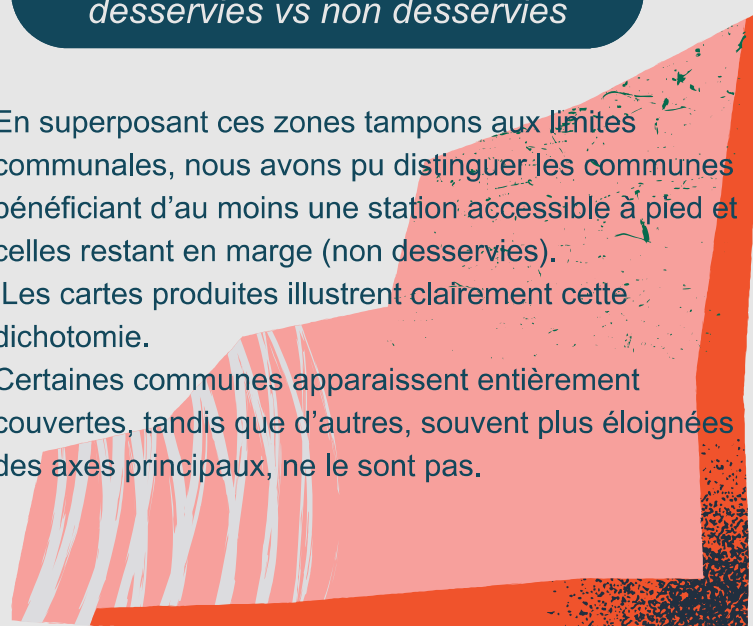 desservies vs non desservies
En superposant ces zones tampons aux limites
communales, nous avons pu distinguer les communes
bénéficiant d’au moins une station accessible à pied et
celles restant en marge (non desservies).
Les cartes produites illustrent clairement cette
dichotomie.
Certaines communes apparaissent entièrement
couvertes, tandis que d’autres, souvent plus éloignées
des axes principaux, ne le sont pas.